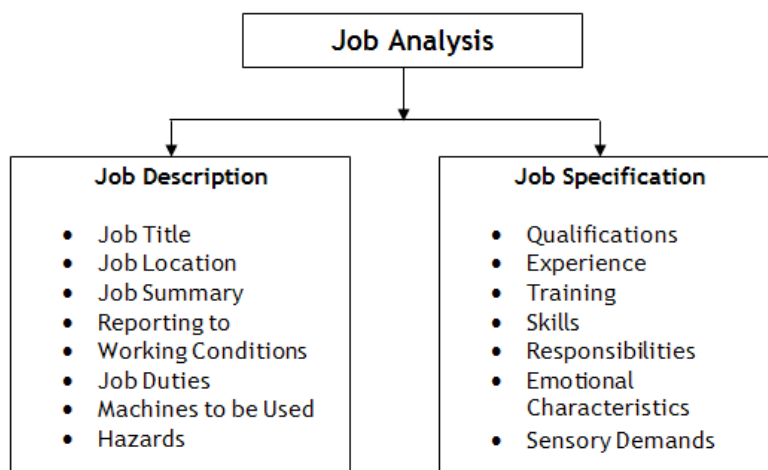 Job Analysis
Job Description
• Job Title
• Job Location
• Job Summary
• Reporting to
• Working Conditions
• Job Duties
• Machines to be Used
• Hazards
Job Specification
• Qualifications
• Experience
• Training
• Skills
• Responsibilities
• Emotional
Characteristics
• Sensory Demands